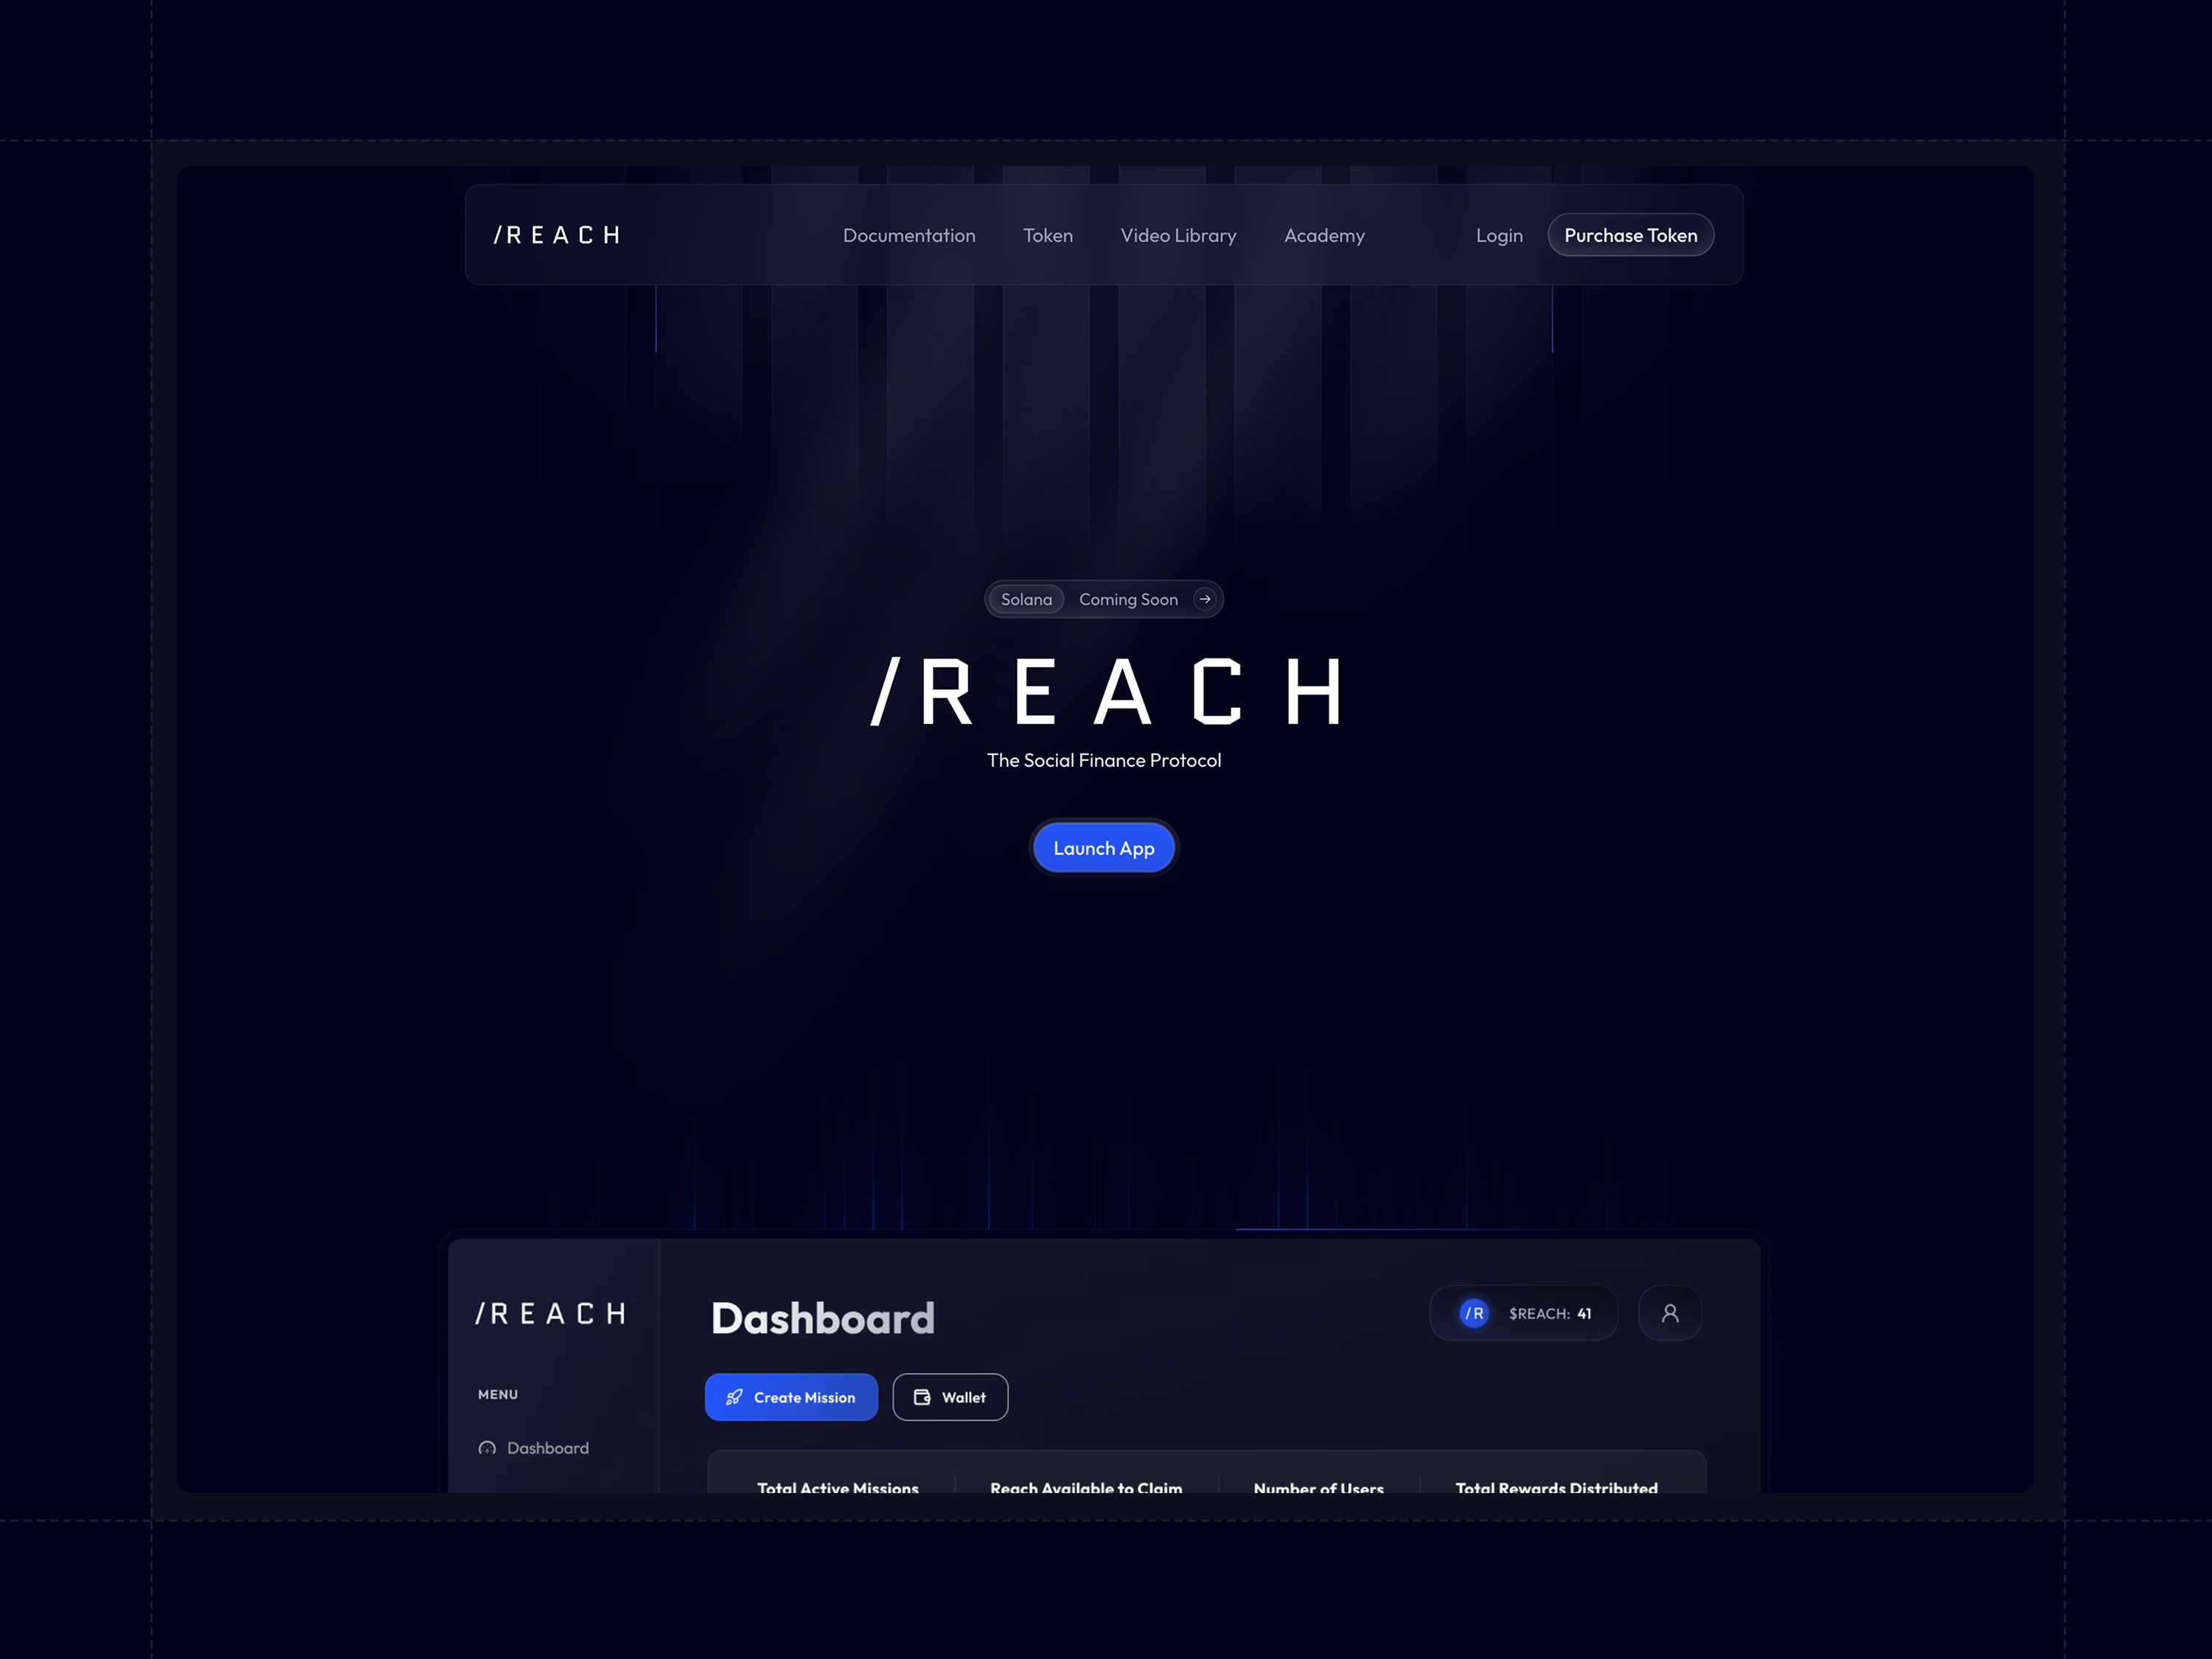 /REACH
Documentation Token Video Library Academy Login Purchase Token
Solana Coming Soon
/REACH
The Social Finance Protocol
Launch App
/REACH
Dashboard
/R $REACH: 41
MENU
Create Mission Wallet
Dashboard
Total Active Missions Reach Available to Claim Number of Users Total Rewards Distributed